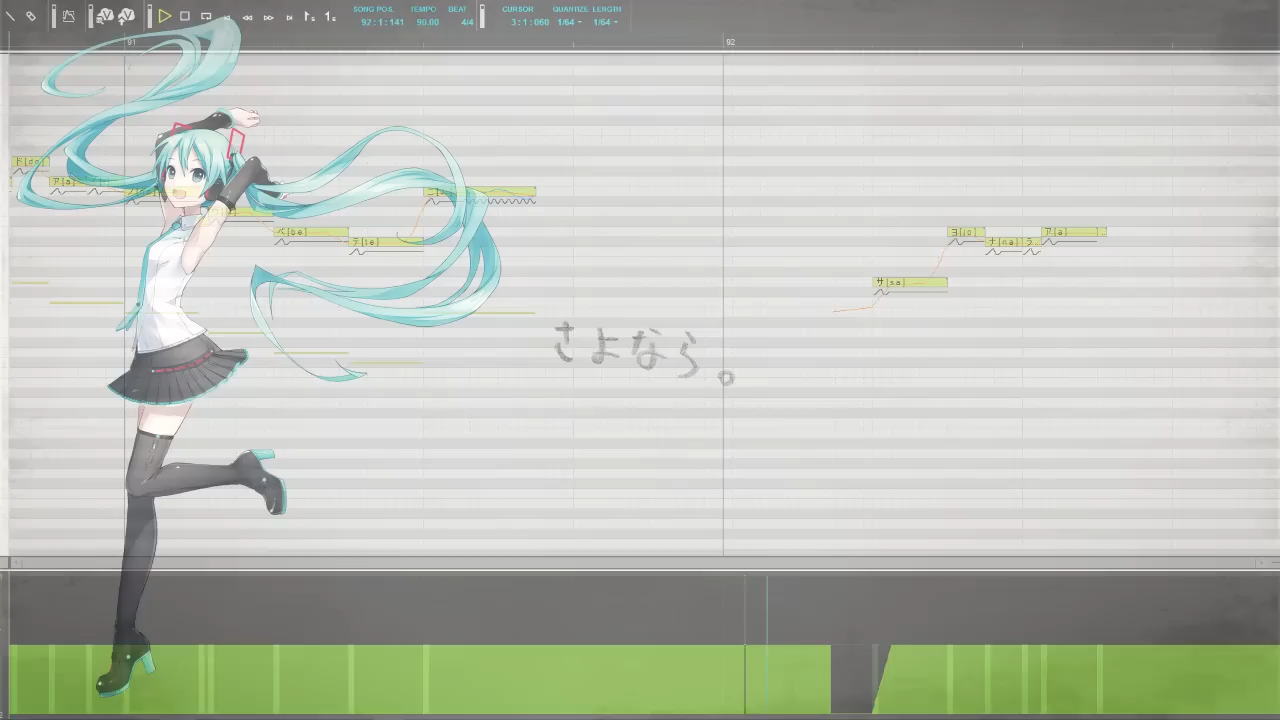 SONG POS. TEMPO BEAT CURSOR QUANTIZE LENGTH
92:1:141 90.00 4/4 3:1:060 1/64 1/64
91 92
ア[a]
ベ[be]
テ[te]
ヨ[jo]
ナ[na] ラ.. ア[a]
サ[sa]
さよなら。